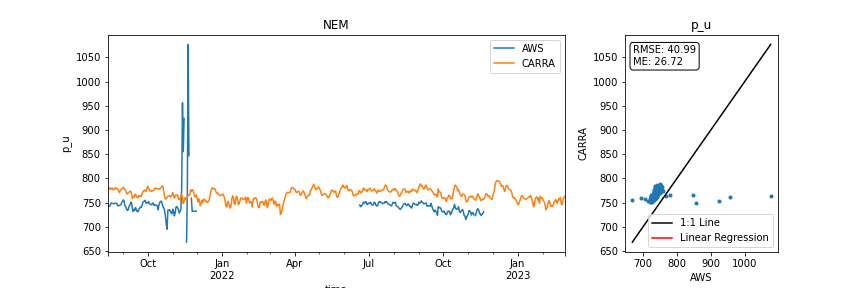 NEM
1050
1000
950
900
850
800
750
700
650
p_u
AWS
CARRA
Oct
Jan
2022
Apr
Jul
Oct
Jan
2023
p_u
RMSE: 40.99
ME: 26.72
1050
1000
950
900
850
800
750
700
650
CARRA
1:1 Line
Linear Regression
700
800
900
1000
AWS